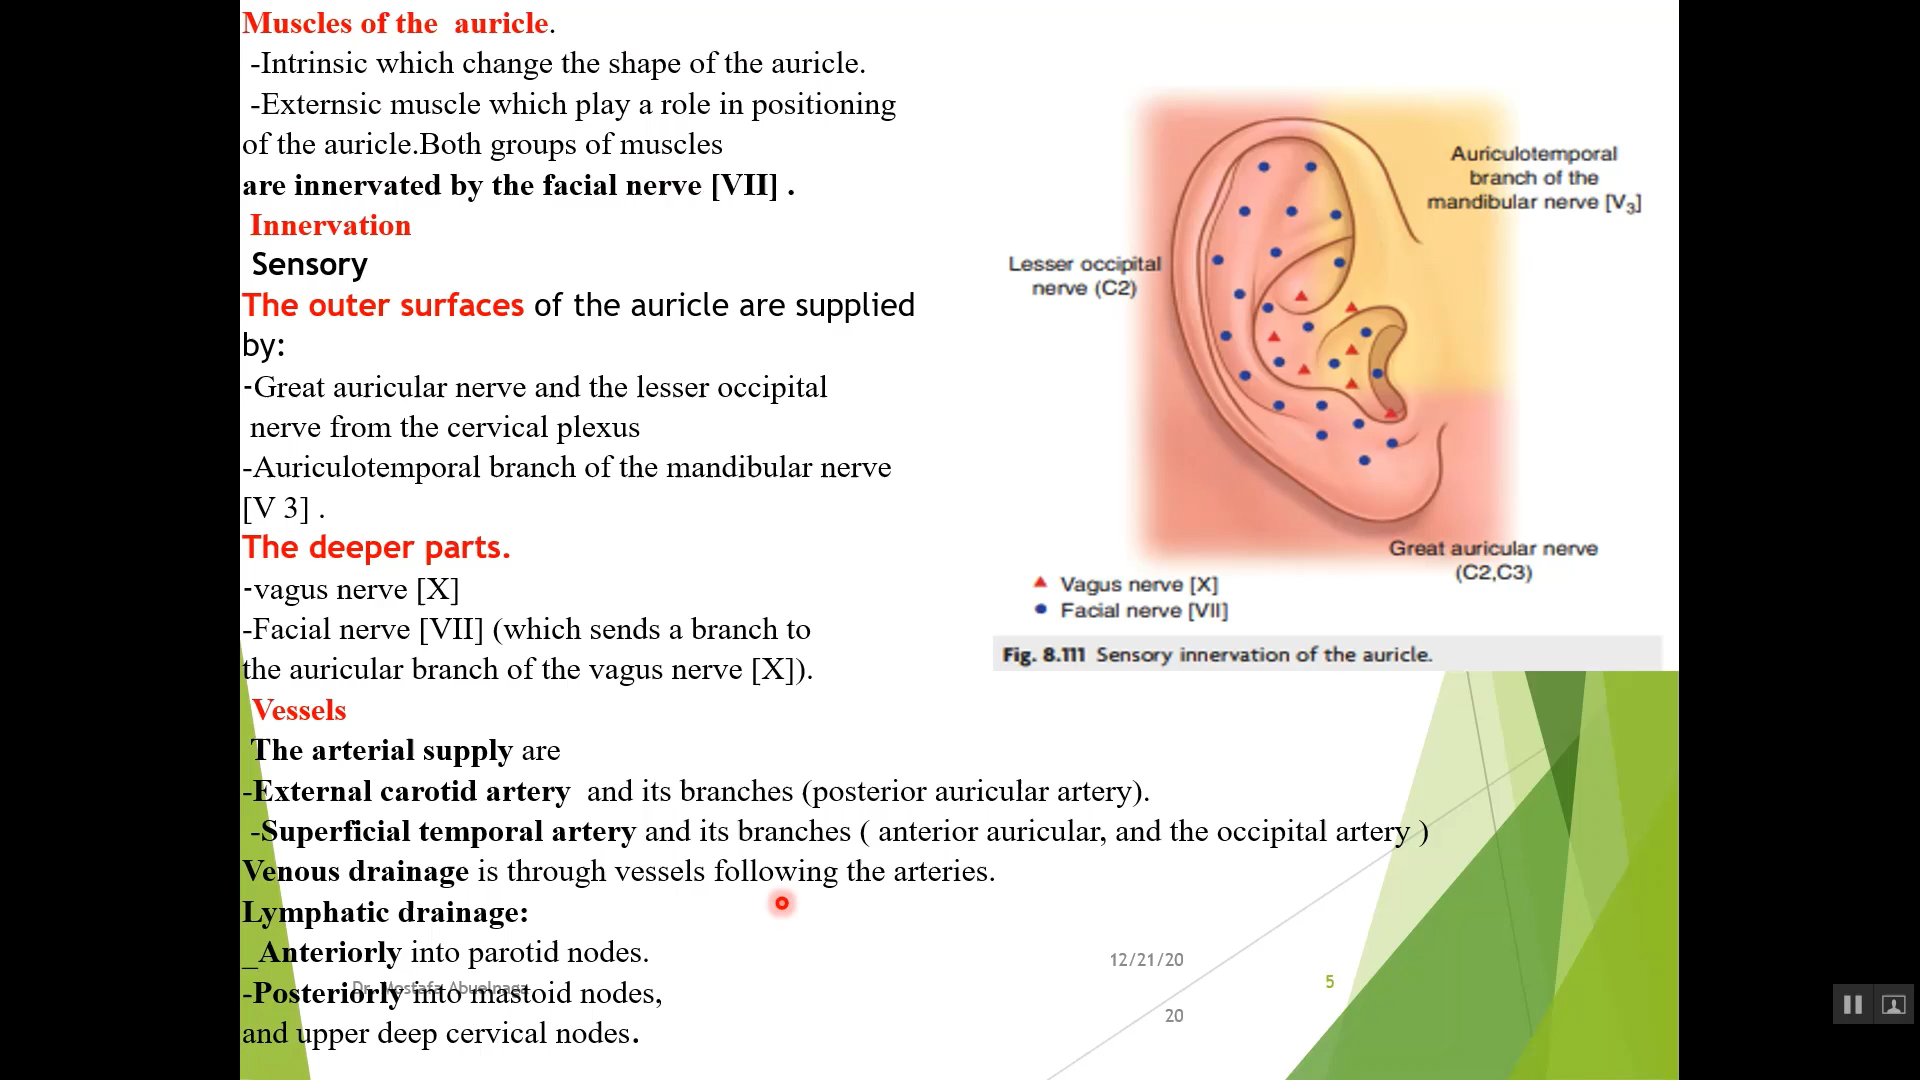 Muscles of the  auricle.
-Intrinsic which change the shape of the auricle.
-Externsic muscle which play a role in positioning
of the auricle.Both groups of muscles
are innervated by the facial nerve [VII] .
Innervation
Sensory
The outer surfaces of the auricle are supplied
by:
-Great auricular nerve and the lesser occipital
nerve from the cervical plexus
-Auriculotemporal branch of the mandibular nerve
[V 3] .
The deeper parts.
-vagus nerve [X]
-Facial nerve [VII] (which sends a branch to
the auricular branch of the vagus nerve [X]).
Vessels
The arterial supply are
-External carotid artery  and its branches (posterior auricular artery).
-Superficial temporal artery and its branches ( anterior auricular, and the occipital artery )
Venous drainage is through vessels following the arteries.
Lymphatic drainage:
_Anteriorly into parotid nodes.
-Posteriorly into mastoid nodes,
and upper deep cervical nodes.
Dr. Mostafa Abuelnaga
12/21/20
20
5
Auriculotemporal
branch of the
mandibular nerve [V3]
Lesser occipital
nerve (C2)
Great auricular nerve
(C2,C3)
Vagus nerve [X]
Facial nerve [VII]
Fig. 8.111 Sensory innervation of the auricle.